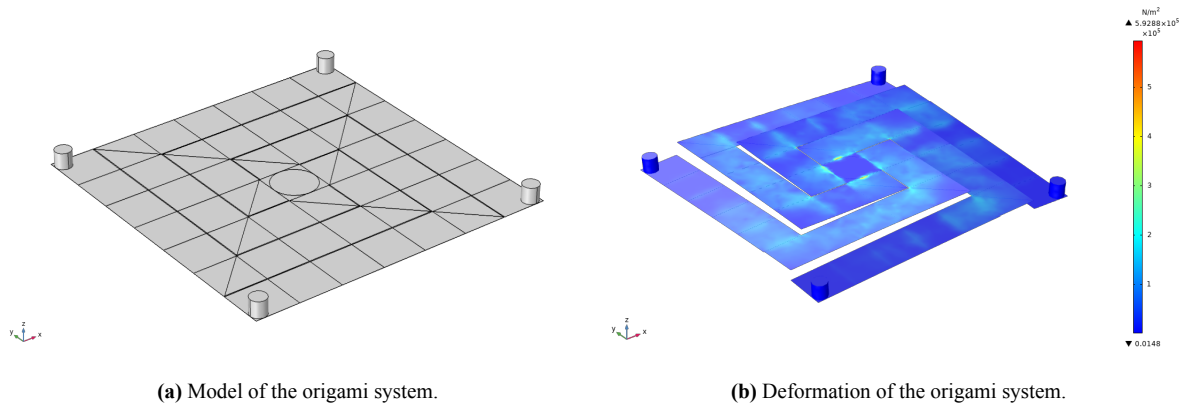 N/m²
▲ 5.9288×10⁵
×10⁵
5
4
3
2
1
▼ 0.0148
z
y
x
z
y
x
(a) Model of the origami system.
(b) Deformation of the origami system.